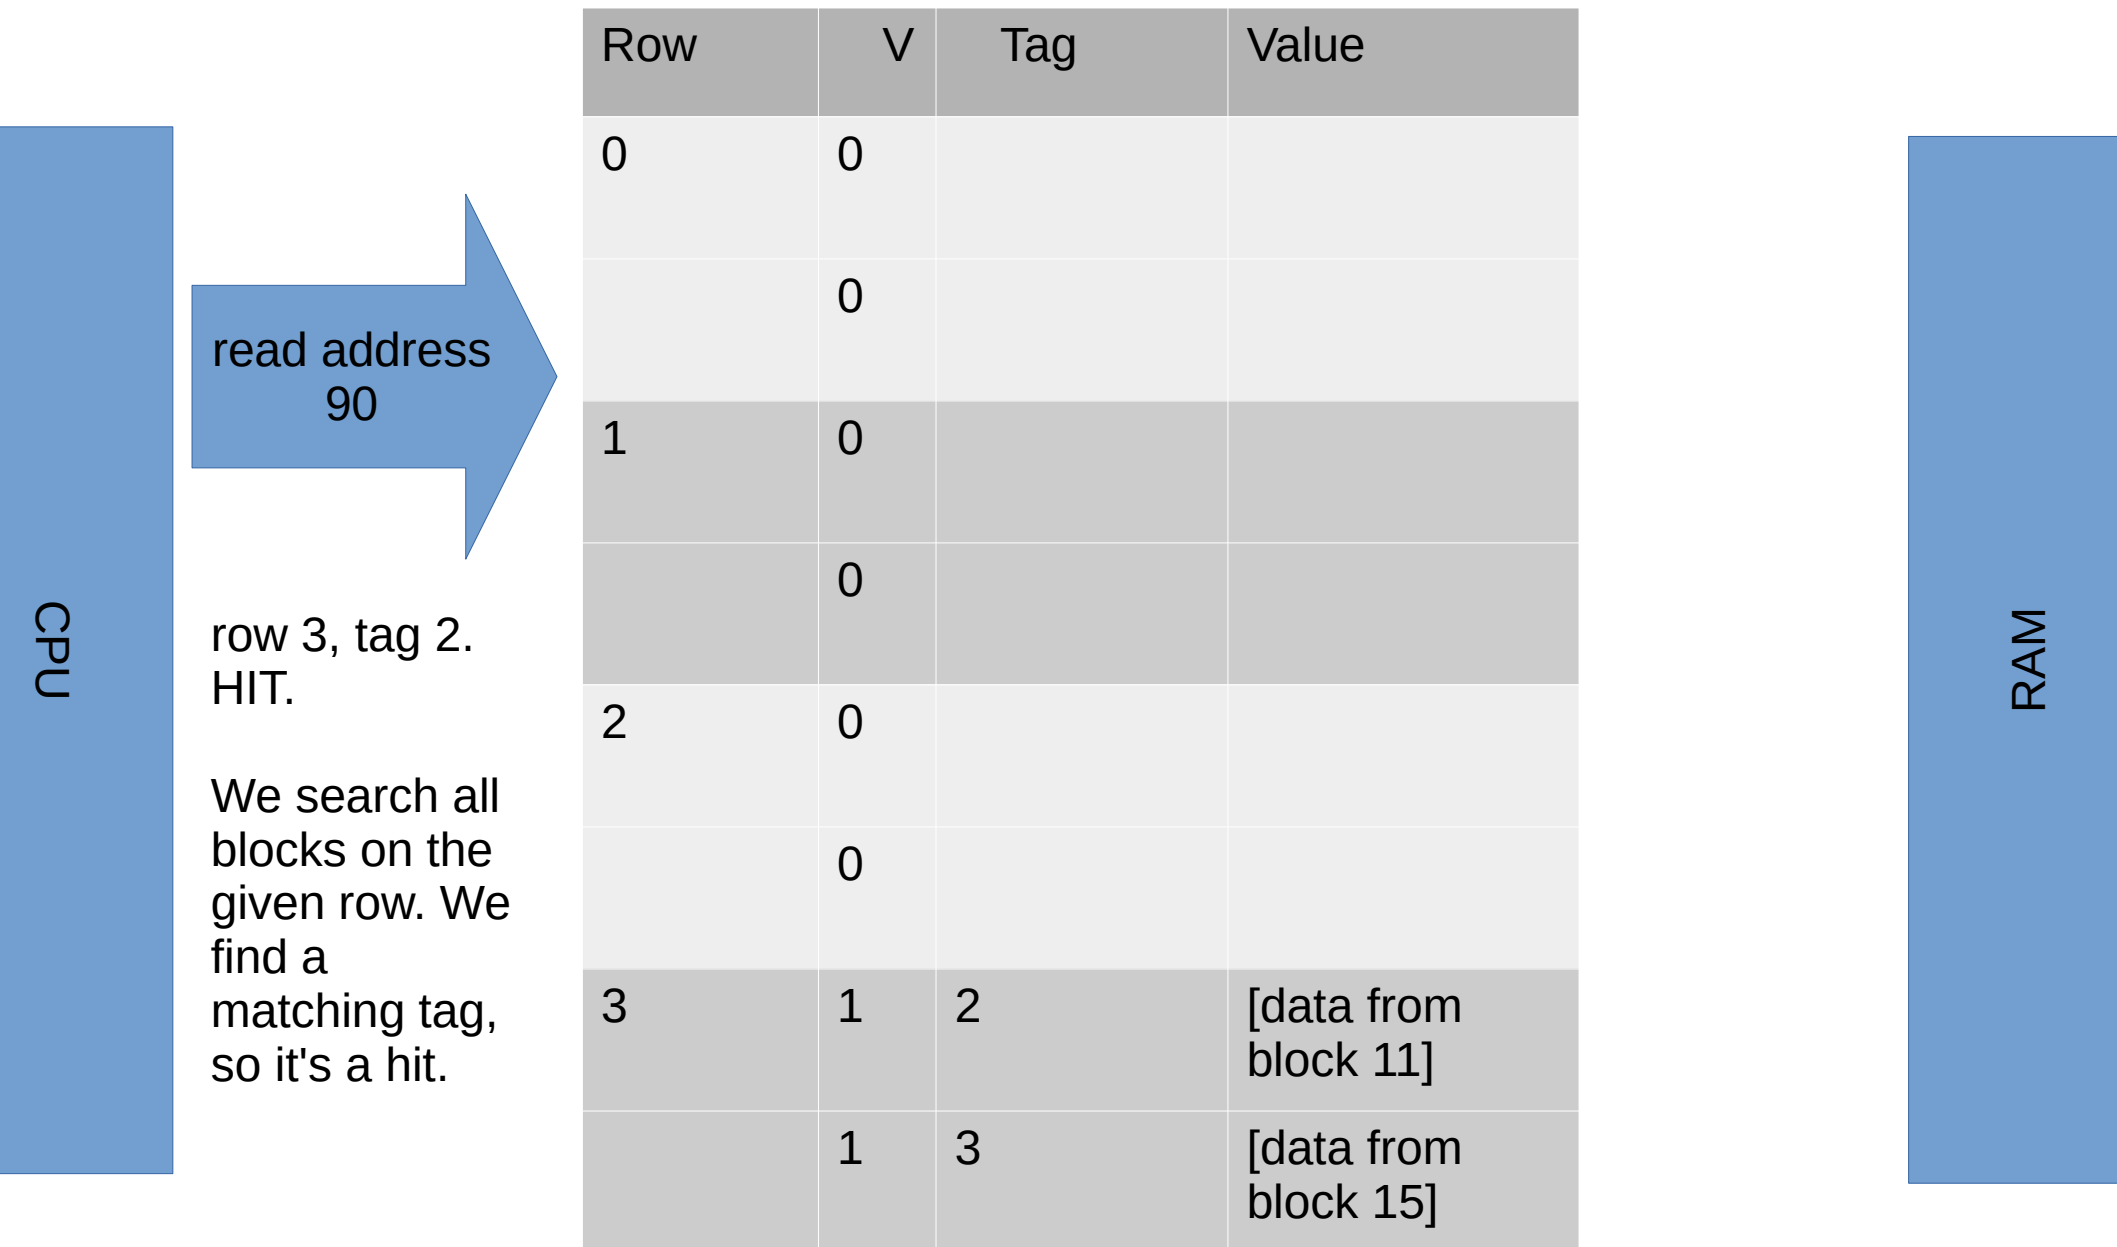 Row V Tag Value
0 0
0
1 0
0
2 0
0
3 1 2 [data from
block 11]
1 3 [data from
block 15]
CPU
read address
90
row 3, tag 2.
HIT.
We search all
blocks on the
given row. We
find a
matching tag,
so it's a hit.
RAM